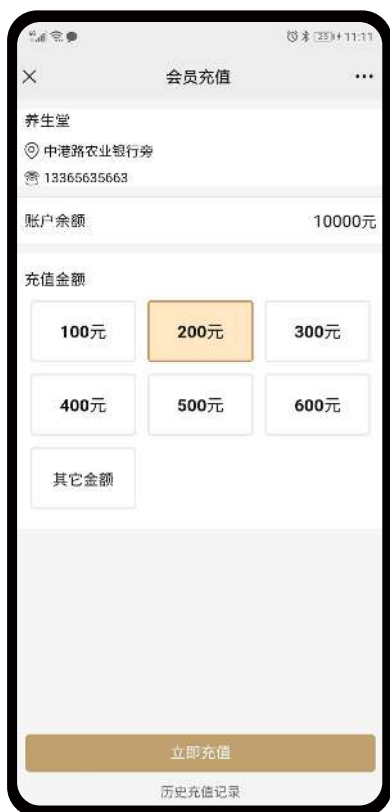 11:11
会员充值
养生堂
中港路农业银行旁
13365635663
账户余额 10000元
充值金额
100元 200元 300元
400元 500元 600元
其它金额
立即充值
历史充值记录